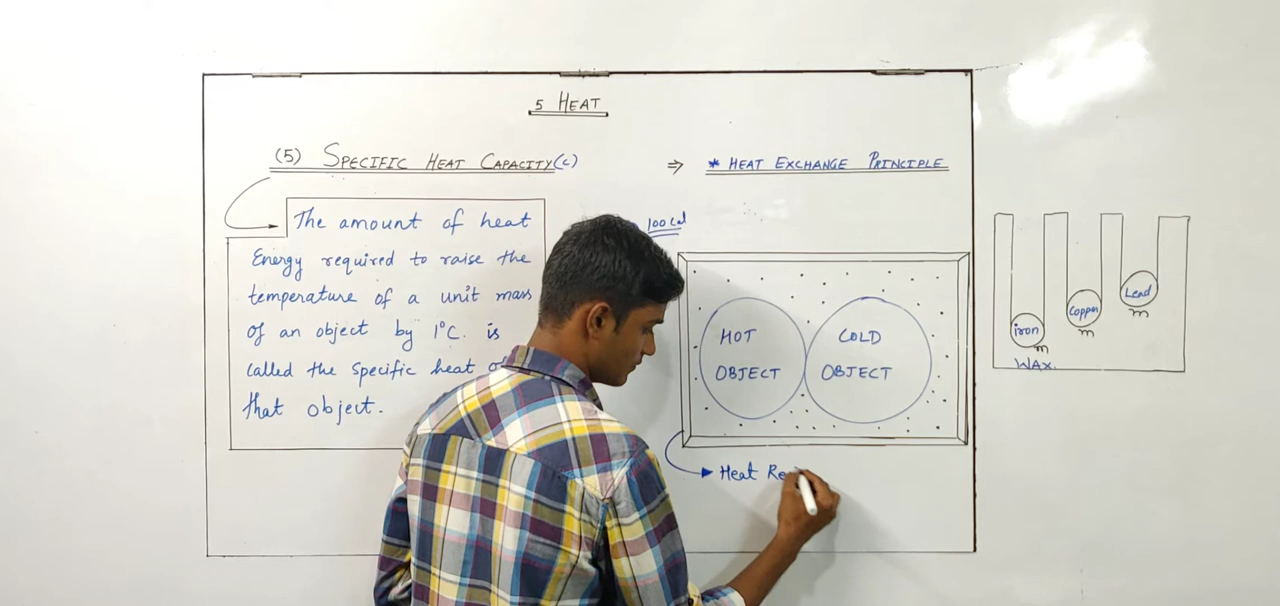 5 HEAT
(5) SPECIFIC HEAT CAPACITY (c)
⇒ * HEAT EXCHANGE PRINCIPLE
The amount of heat
Energy required to raise the
temperature of a unit mass
of an object by 1°C. is
called the specific heat
that object.
100 Cal
HOT
OBJECT
COLD
OBJECT
Heat
iron
m
Copper
m
Lead
m
WAX.